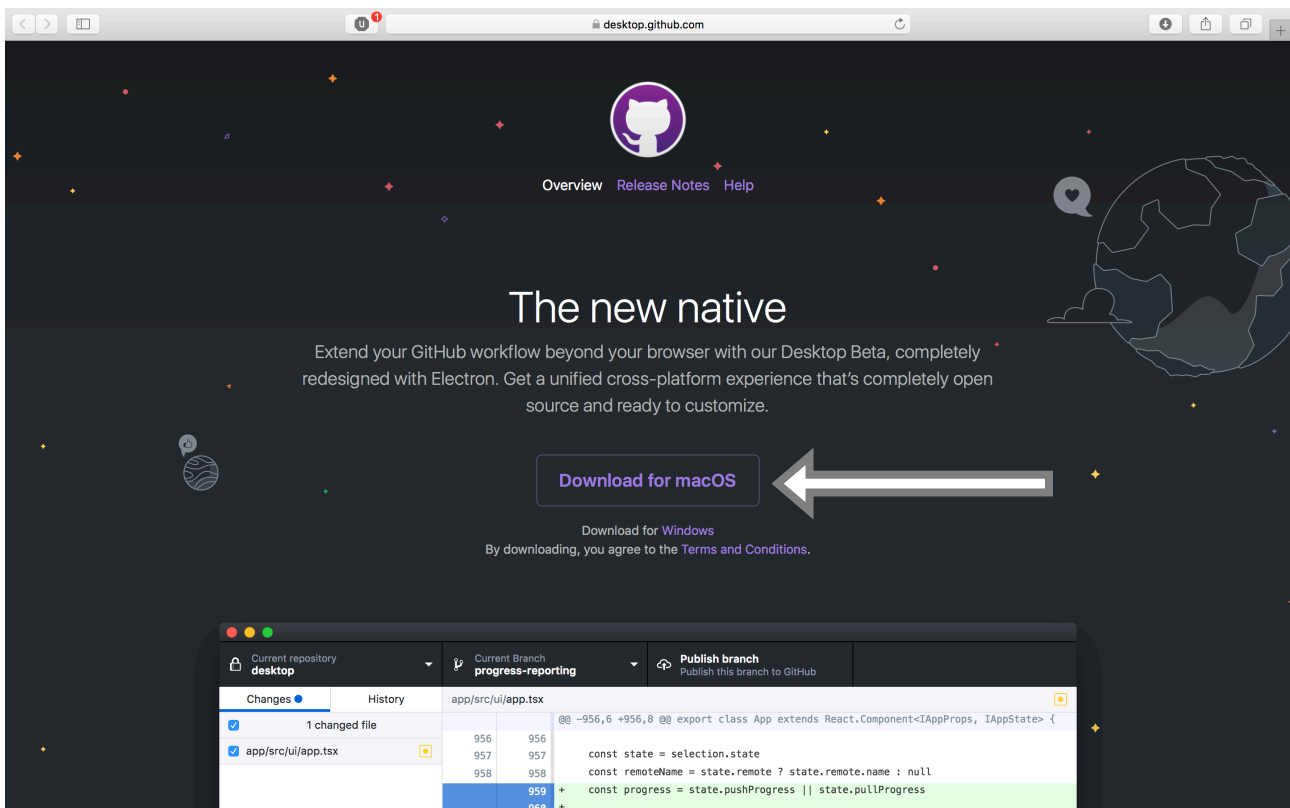 U
1
desktop.github.com
Overview Release Notes Help
The new native
Extend your GitHub workflow beyond your browser with our Desktop Beta, completely
redesigned with Electron. Get a unified cross-platform experience that's completely open
source and ready to customize.
Download for macOS
Download for Windows
By downloading, you agree to the Terms and Conditions.
Current repository
desktop
Current Branch
progress-reporting
Publish branch
Publish this branch to GitHub
Changes History app/src/ui/app.tsx
1 changed file
app/src/ui/app.tsx
@@ -956,6 +956,8 @@ export class App extends React.Component<IAppProps, IAppState> {
956 956
957 957 const state = selection.state
958 958 const remoteName = state.remote ? state.remote.name : null
959 + const progress = state.pushProgress || state.pullProgress
960 +